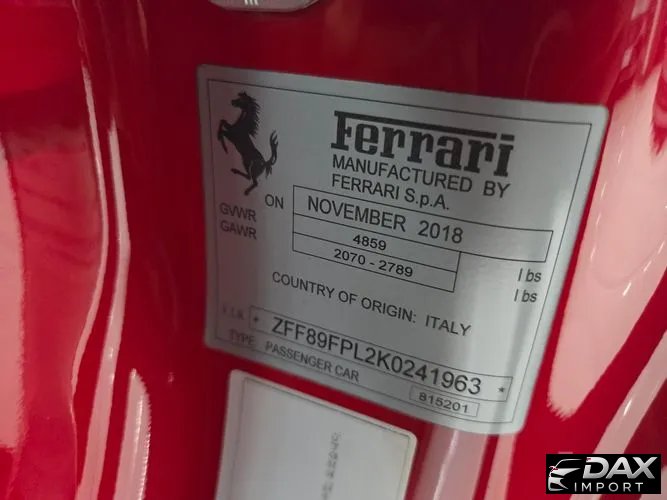 Ferrari
MANUFACTURED BY
FERRARI S.p.A.
ON NOVEMBER 2018
GVWR 4859 lbs
GAWR 2070 - 2789 lbs
COUNTRY OF ORIGIN: ITALY
* ZFF89FPL2K0241963 *
TYPE PASSENGER CAR 815201
DAX
IMPORT